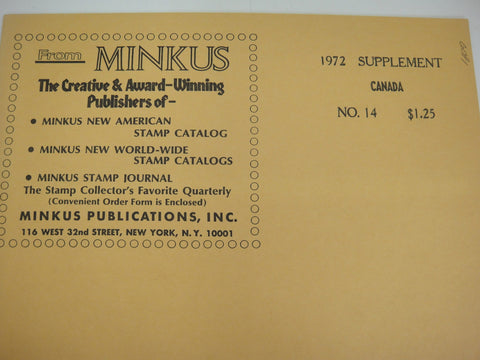 From MINKUS
The Creative & Award-Winning
Publishers of-
• MINKUS NEW AMERICAN
STAMP CATALOG
• MINKUS NEW WORLD-WIDE
STAMP CATALOGS
• MINKUS STAMP JOURNAL
The Stamp Collector's Favorite Quarterly
(Convenient Order Form is Enclosed)
MINKUS PUBLICATIONS, INC.
116 WEST 32nd STREET, NEW YORK, N.Y. 10001
1972 SUPPLEMENT
CANADA
NO. 14 $1.25